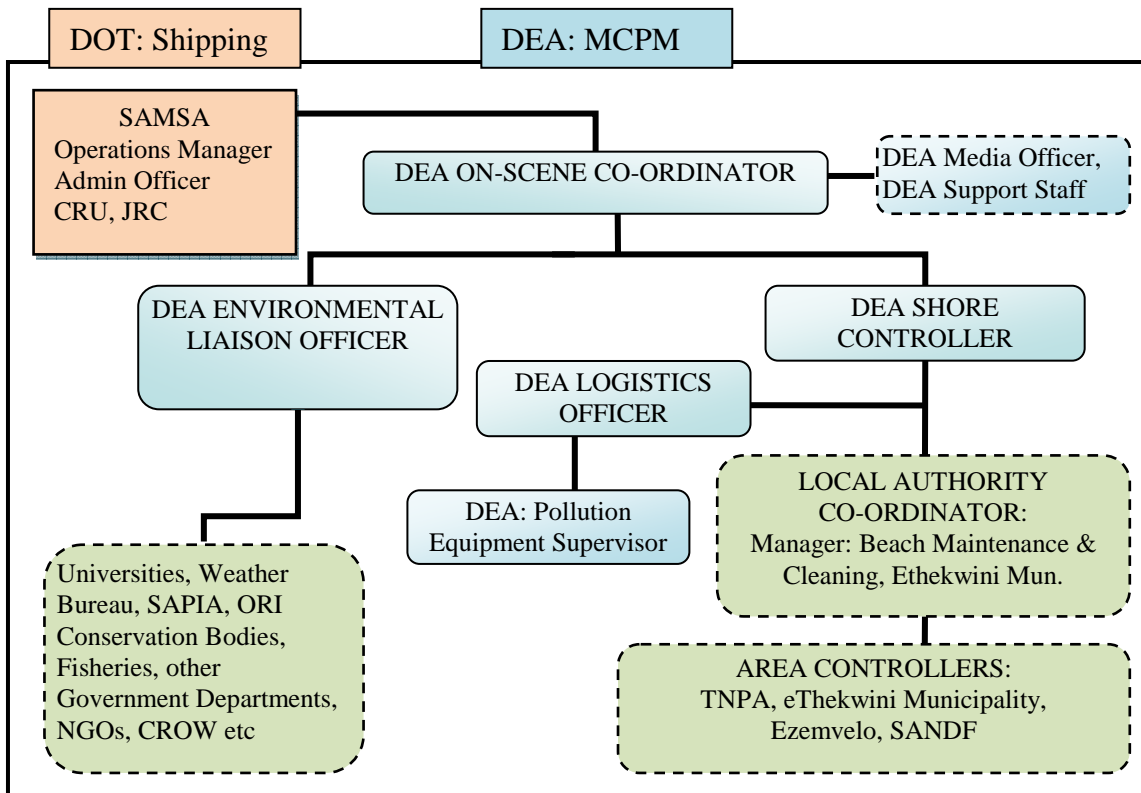 DOT: Shipping
DEA: MCPM
SAMSA
Operations Manager
Admin Officer
CRU, JRC
DEA ON-SCENE CO-ORDINATOR
DEA Media Officer,
DEA Support Staff
DEA ENVIRONMENTAL
LIAISON OFFICER
DEA SHORE
CONTROLLER
DEA LOGISTICS
OFFICER
DEA: Pollution
Equipment Supervisor
LOCAL AUTHORITY
CO-ORDINATOR:
Manager: Beach Maintenance &
Cleaning, Ethekwini Mun.
Universities, Weather
Bureau, SAPIA, ORI
Conservation Bodies,
Fisheries, other
Government Departments,
NGOs, CROW etc
AREA CONTROLLERS:
TNPA, eThekwini Municipality,
Ezemvelo, SANDF